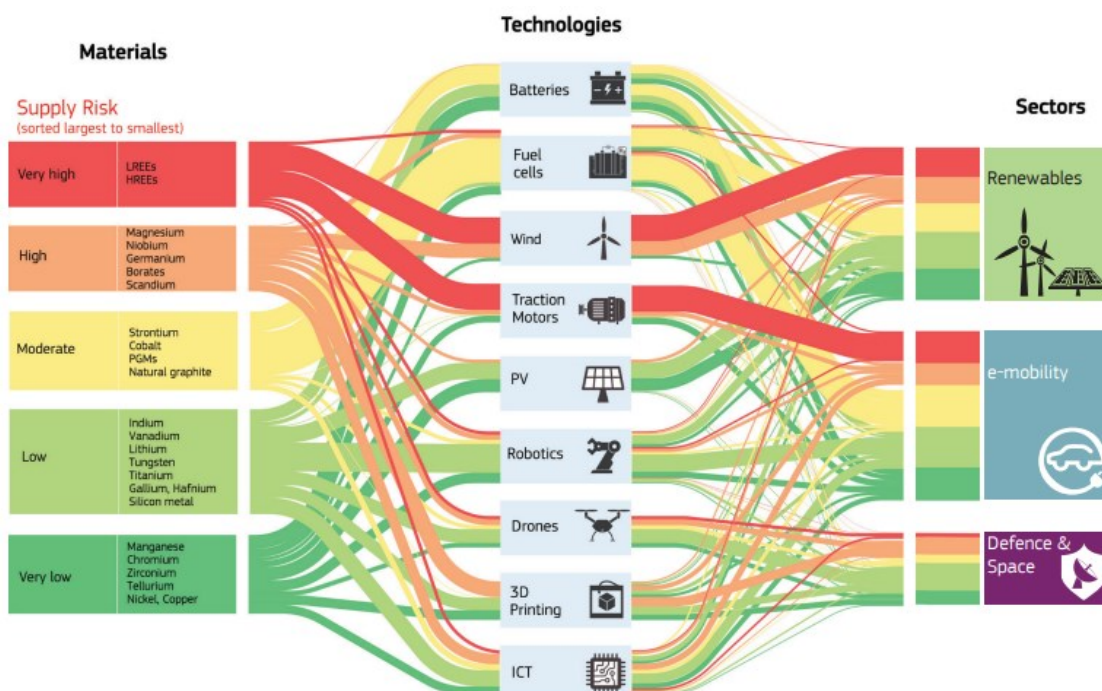 Technologies
Materials
Supply Risk
(sorted largest to smallest)
Sectors
Very high
LREEs
HREEs
High
Magnesium
Niobium
Germanium
Borates
Scandium
Moderate
Strontium
Cobalt
PGMs
Natural graphite
Low
Indium
Vanadium
Lithium
Tungsten
Titanium
Gallium, Hafnium
Silicon metal
Very low
Manganese
Chromium
Zirconium
Tellurium
Nickel, Copper
Batteries
Fuel
cells
Wind
Traction
Motors
PV
Robotics
Drones
3D
Printing
ICT
Renewables
e-mobility
Defence &
Space